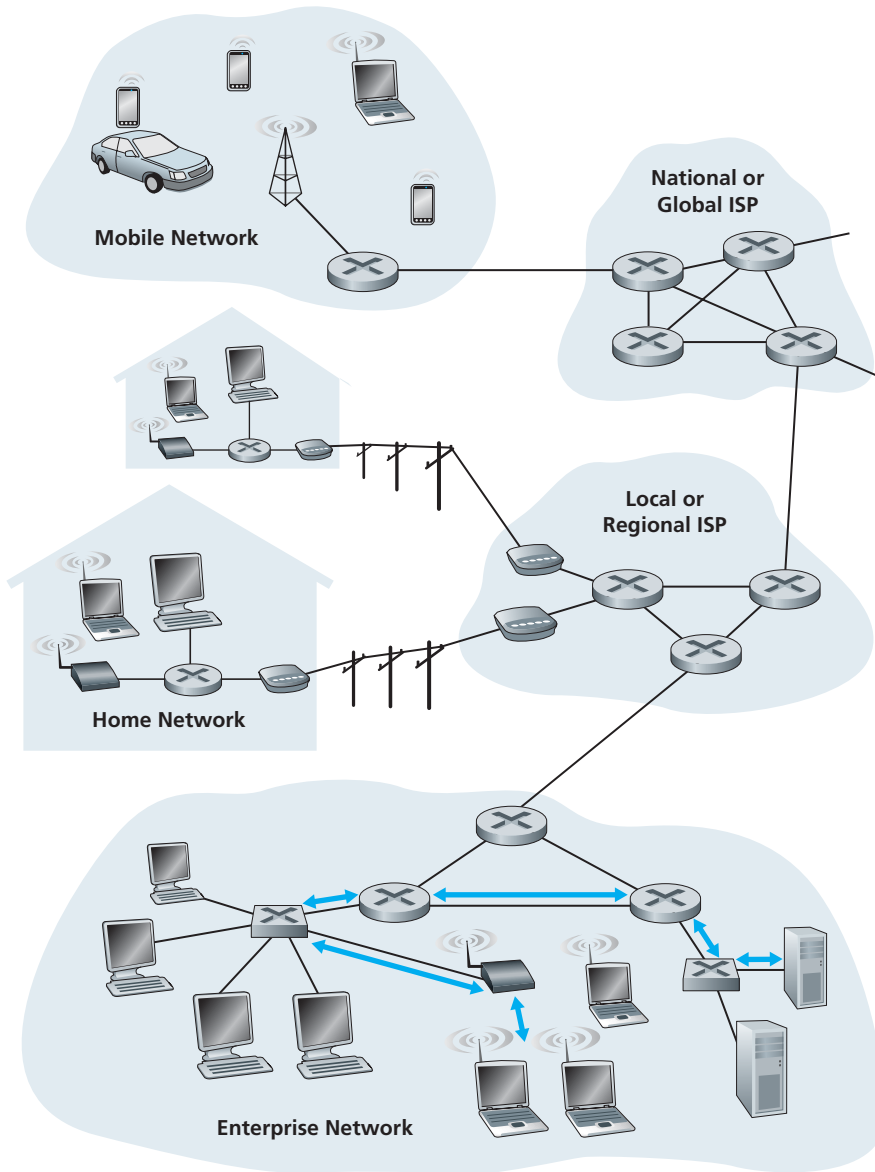 National or
Global ISP
Mobile Network
Local or
Regional ISP
Home Network
Enterprise Network